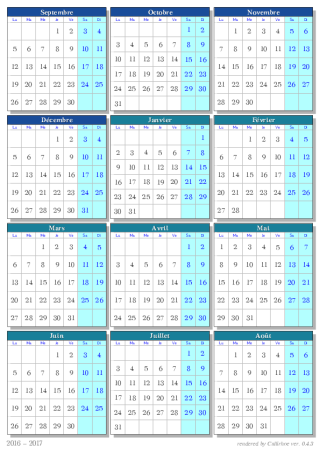 Septembre
Lu Ma Me Je Ve Sa Di
1 2 3 4
5 6 7 8 9 10 11
12 13 14 15 16 17 18
19 20 21 22 23 24 25
26 27 28 29 30
Octobre
Lu Ma Me Je Ve Sa Di
1 2
3 4 5 6 7 8 9
10 11 12 13 14 15 16
17 18 19 20 21 22 23
24 25 26 27 28 29 30
31
Novembre
Lu Ma Me Je Ve Sa Di
1 2 3 4 5 6
7 8 9 10 11 12 13
14 15 16 17 18 19 20
21 22 23 24 25 26 27
28 29 30
Décembre
Lu Ma Me Je Ve Sa Di
1 2 3 4
5 6 7 8 9 10 11
12 13 14 15 16 17 18
19 20 21 22 23 24 25
26 27 28 29 30 31
Janvier
Lu Ma Me Je Ve Sa Di
1
2 3 4 5 6 7 8
9 10 11 12 13 14 15
16 17 18 19 20 21 22
23 24 25 26 27 28 29
30 31
Février
Lu Ma Me Je Ve Sa Di
1 2 3 4 5
6 7 8 9 10 11 12
13 14 15 16 17 18 19
20 21 22 23 24 25 26
27 28
Mars
Lu Ma Me Je Ve Sa Di
1 2 3 4 5
6 7 8 9 10 11 12
13 14 15 16 17 18 19
20 21 22 23 24 25 26
27 28 29 30 31
Avril
Lu Ma Me Je Ve Sa Di
1 2
3 4 5 6 7 8 9
10 11 12 13 14 15 16
17 18 19 20 21 22 23
24 25 26 27 28 29 30
Mai
Lu Ma Me Je Ve Sa Di
1 2 3 4 5 6 7
8 9 10 11 12 13 14
15 16 17 18 19 20 21
22 23 24 25 26 27 28
29 30 31
Juin
Lu Ma Me Je Ve Sa Di
1 2 3 4
5 6 7 8 9 10 11
12 13 14 15 16 17 18
19 20 21 22 23 24 25
26 27 28 29 30
Juillet
Lu Ma Me Je Ve Sa Di
1 2
3 4 5 6 7 8 9
10 11 12 13 14 15 16
17 18 19 20 21 22 23
24 25 26 27 28 29 30
31
Août
Lu Ma Me Je Ve Sa Di
1 2 3 4 5 6
7 8 9 10 11 12 13
14 15 16 17 18 19 20
21 22 23 24 25 26 27
28 29 30 31
2016 – 2017
rendered by Callirhoe ver. 0.4.3